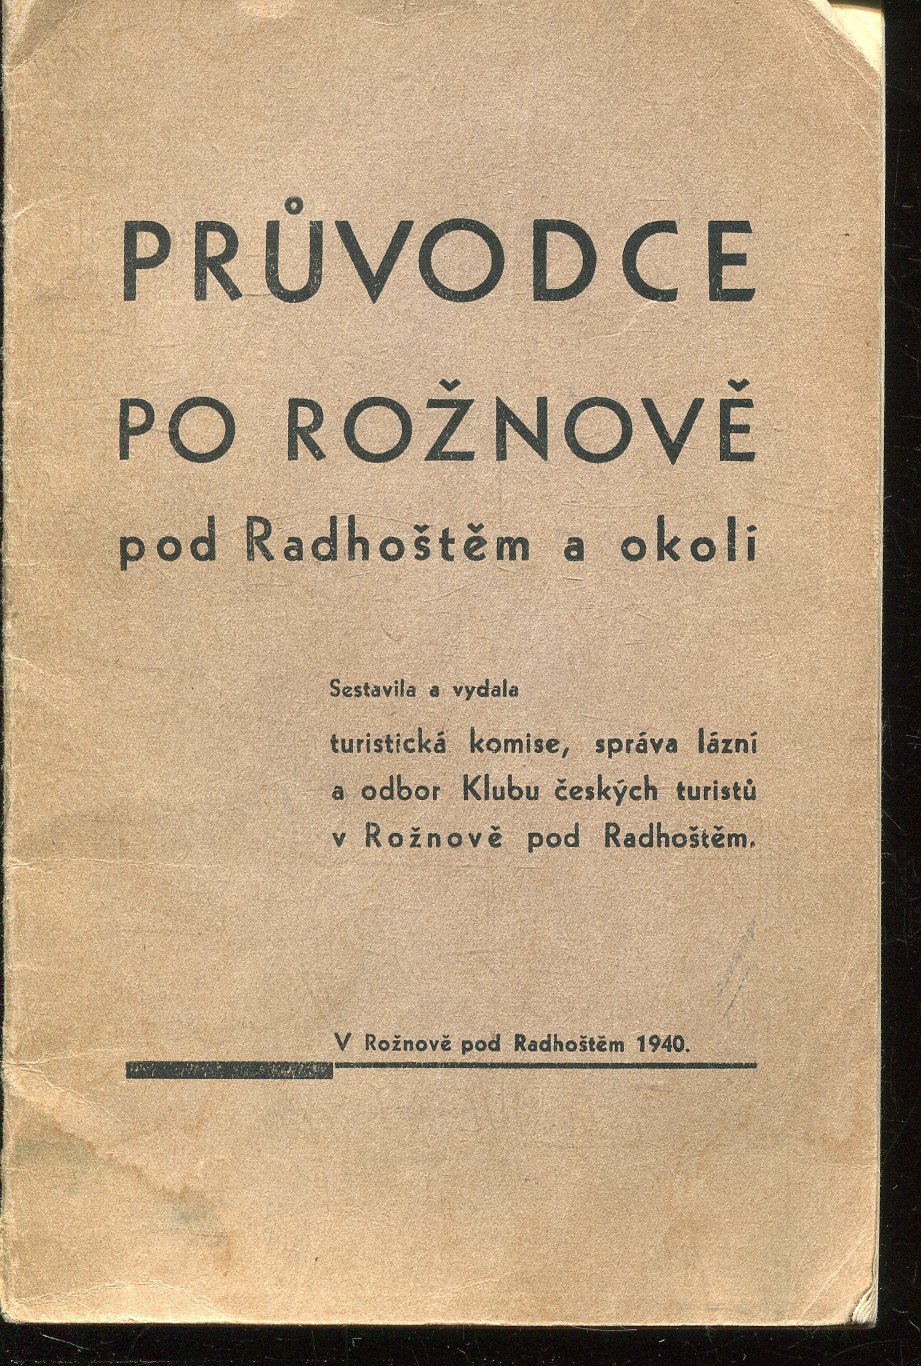 PRŮVODCE
PO ROŽNOVĚ
pod Radhoštěm a okolí
Sestavila a vydala
turistická komise, správa lázní
a odbor Klubu českých turistů
v Rožnově pod Radhoštěm.
V Rožnově pod Radhoštěm 1940.